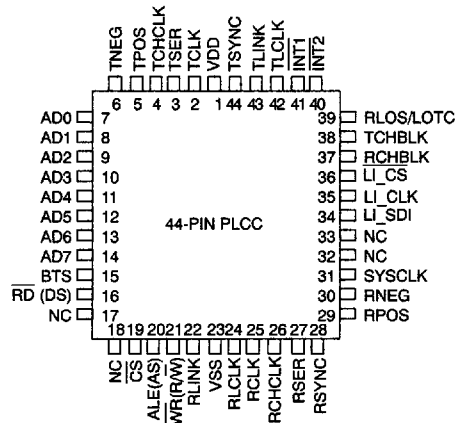 TNEG TPOS TCHCLK TSER TCLK VDD TSYNC TLINK TLCLK INT1 INT2
6 5 4 3 2 1 44 43 42 41 40
AD0 7 39 RLOS/LOTC
AD1 8 38 TCHBLK
AD2 9 37 RCHBLK
AD3 10 36 LI_CS
AD4 11 35 LI_CLK
AD5 12 34 LI_SDI
44-PIN PLCC
AD6 13 33 NC
AD7 14 32 NC
BTS 15 31 SYSCLK
RD (DS) 16 30 RNEG
NC 17 29 RPOS
18 19 20 21 22 23 24 25 26 27 28
NC CS ALE(AS) WR(R/W) RLINK VSS RLCLK RCLK RCHCLK RSER RSYNC